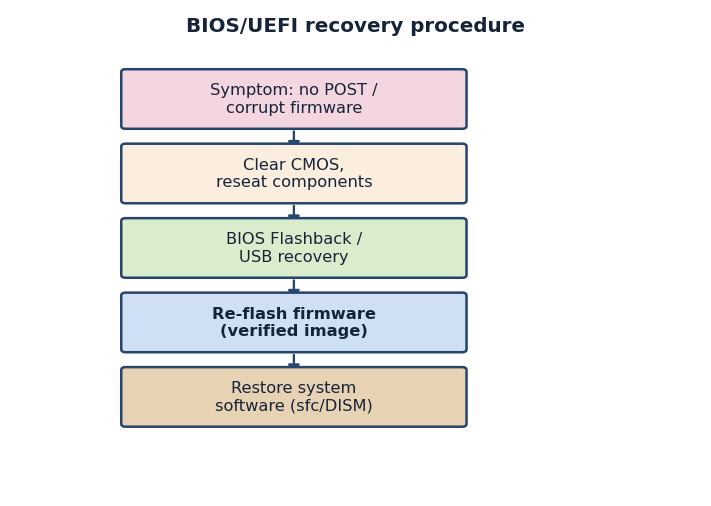 BIOS/UEFI recovery procedure
Symptom: no POST /
corrupt firmware
Clear CMOS,
reseat components
BIOS Flashback /
USB recovery
Re-flash firmware
(verified image)
Restore system
software (sfc/DISM)